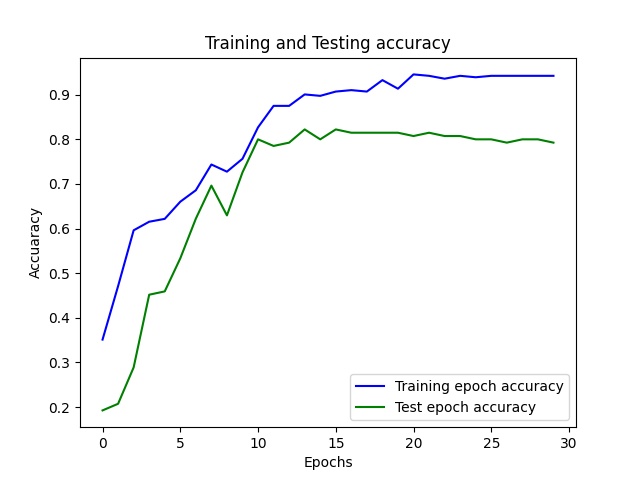 Training and Testing accuracy
Accuaracy
0.9
0.8
0.7
0.6
0.5
0.4
0.3
0.2
Training epoch accuracy
Test epoch accuracy
0 5 10 15 20 25 30
Epochs